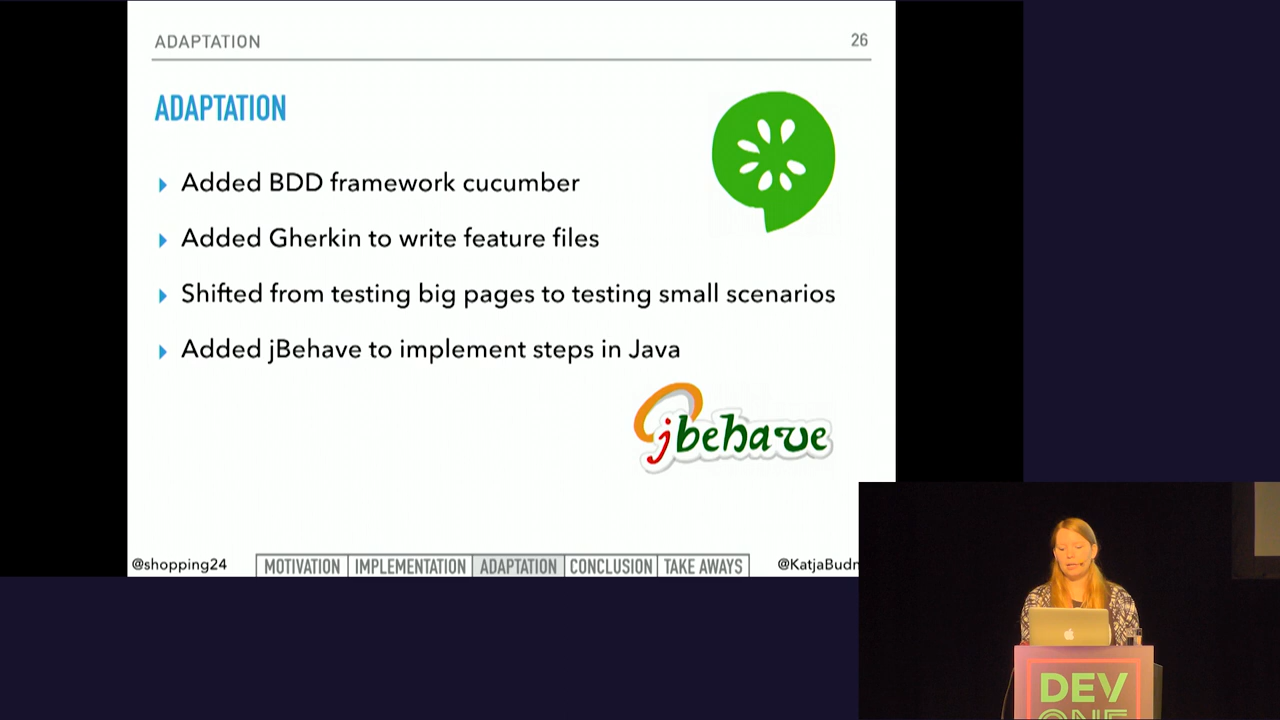 ADAPTATION
26
ADAPTATION
Added BDD framework cucumber
Added Gherkin to write feature files
Shifted from testing big pages to testing small scenarios
Added jBehave to implement steps in Java
jbehave
@shopping24
MOTIVATION
IMPLEMENTATION
ADAPTATION
CONCLUSION
TAKE AWAYS
@KatjaBudn
DEV
ONE